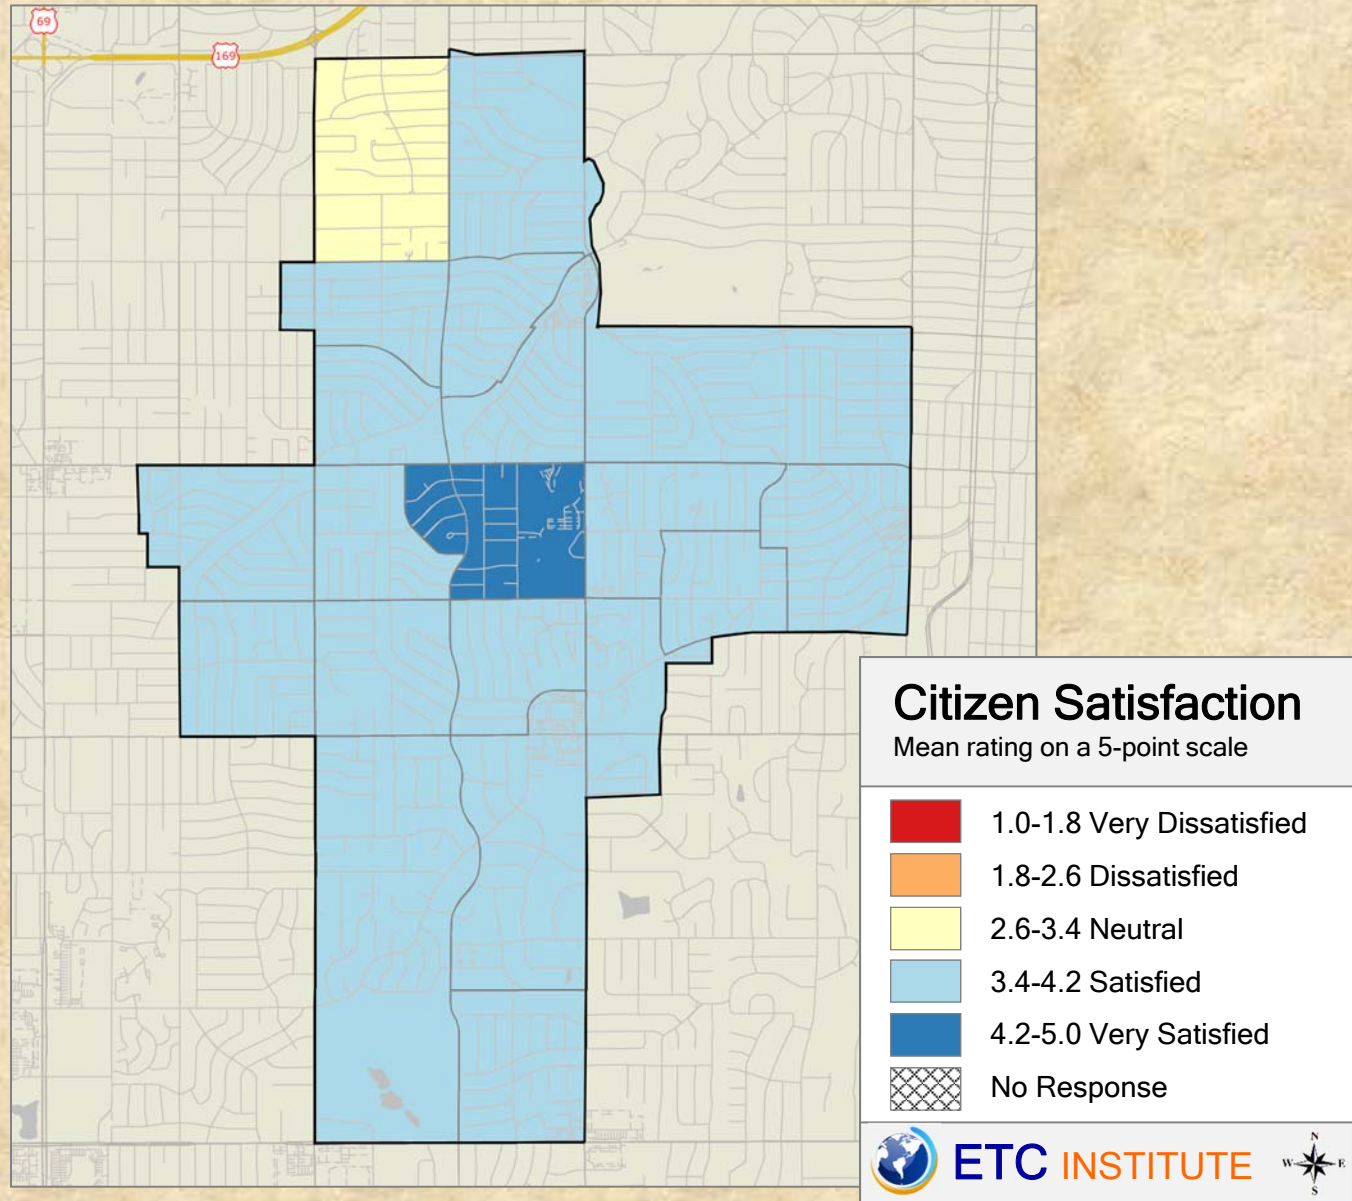 69
169
Citizen Satisfaction
Mean rating on a 5-point scale
1.0-1.8 Very Dissatisfied
1.8-2.6 Dissatisfied
2.6-3.4 Neutral
3.4-4.2 Satisfied
4.2-5.0 Very Satisfied
No Response
ETC INSTITUTE
N
W E
S